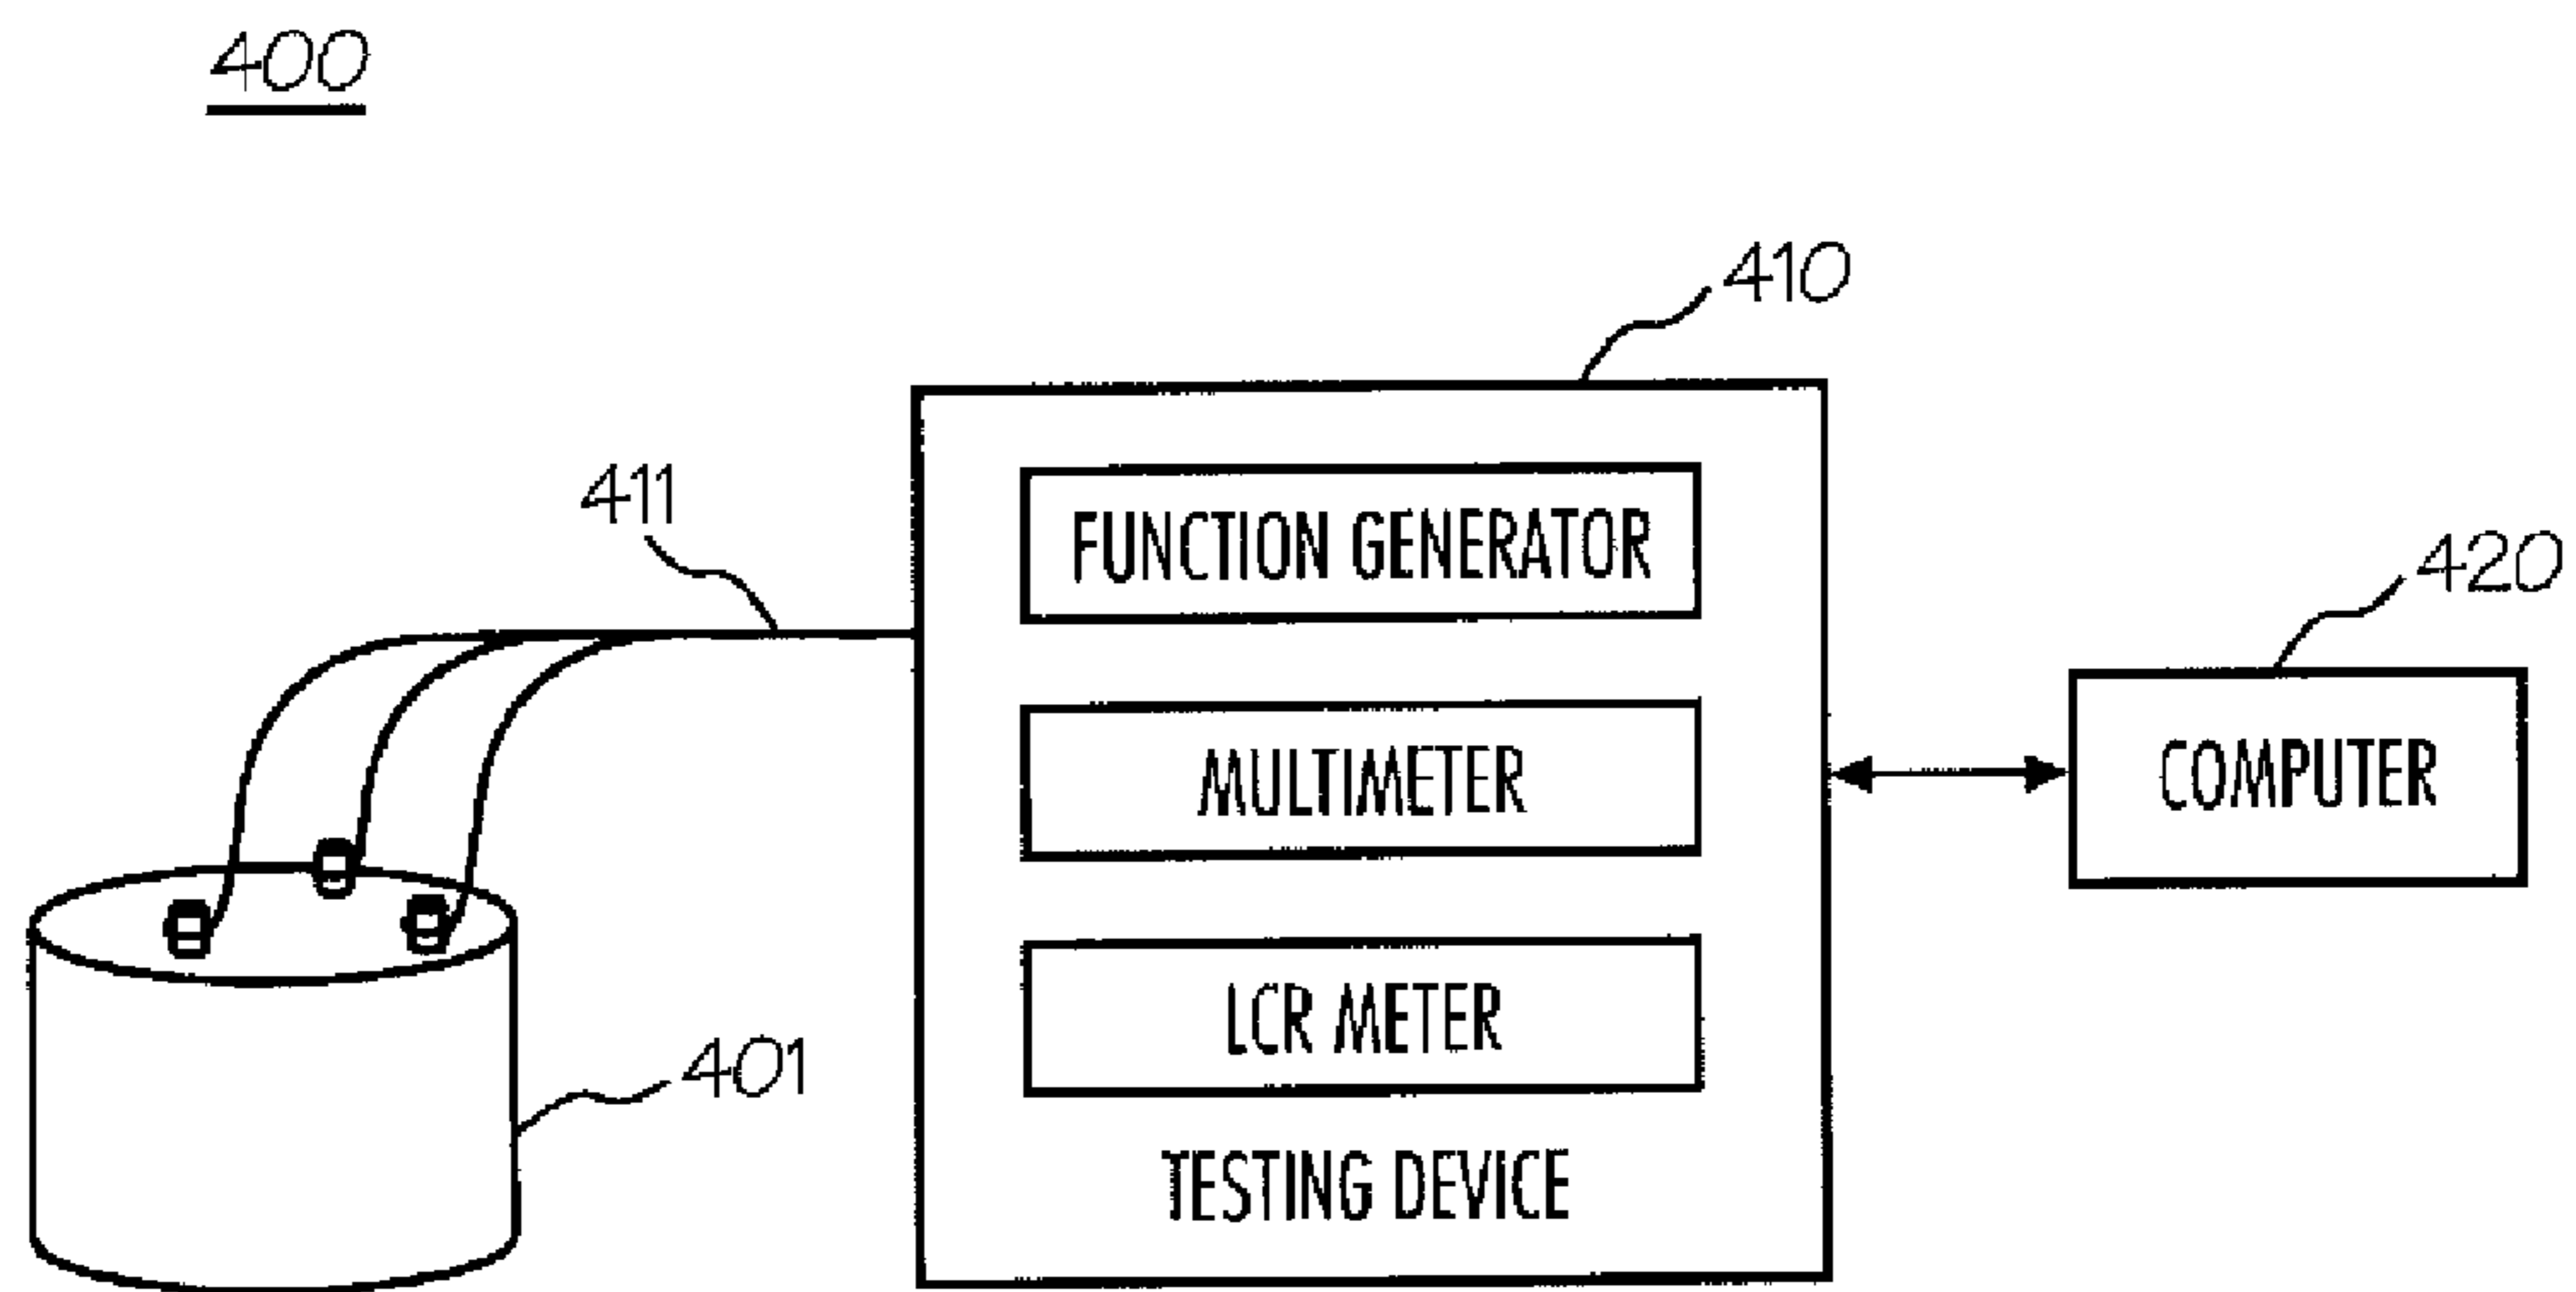 400
410
411
FUNCTION GENERATOR
420
MULTIMETER
COMPUTER
LCR METER
401
TESTING DEVICE